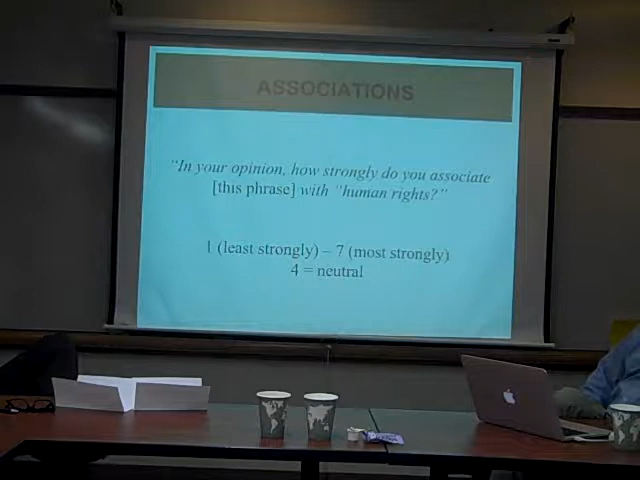 ASSOCIATIONS
"In your opinion, how strongly do you associate
[this phrase] with "human rights?"
1 (least strongly) – 7 (most strongly)
4 = neutral